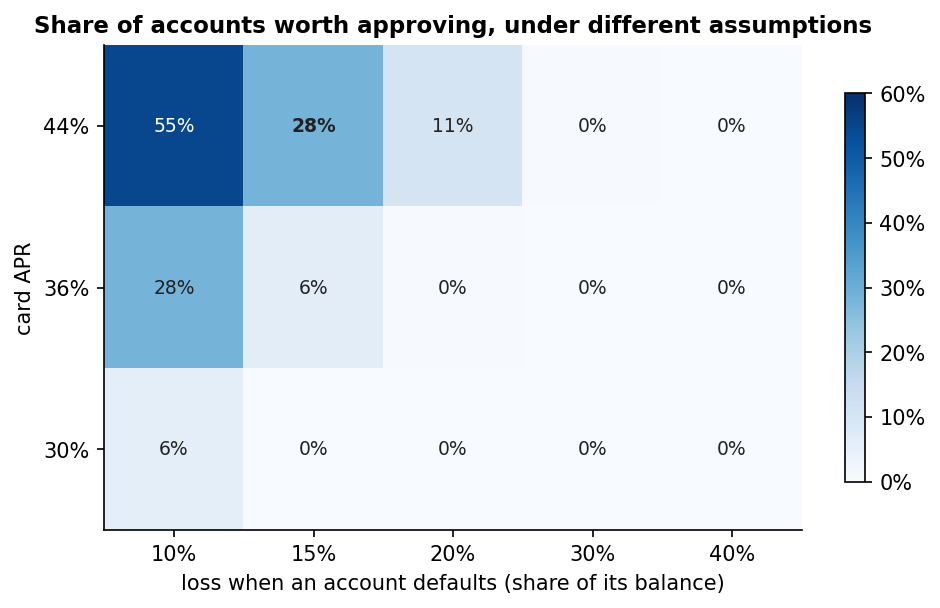 Share of accounts worth approving, under different assumptions
60%
44% 55% 28% 11% 0% 0%
50%
40%
card APR
36% 28% 6% 0% 0% 0%
30%
20%
10%
30% 6% 0% 0% 0% 0%
0%
10% 15% 20% 30% 40%
loss when an account defaults (share of its balance)